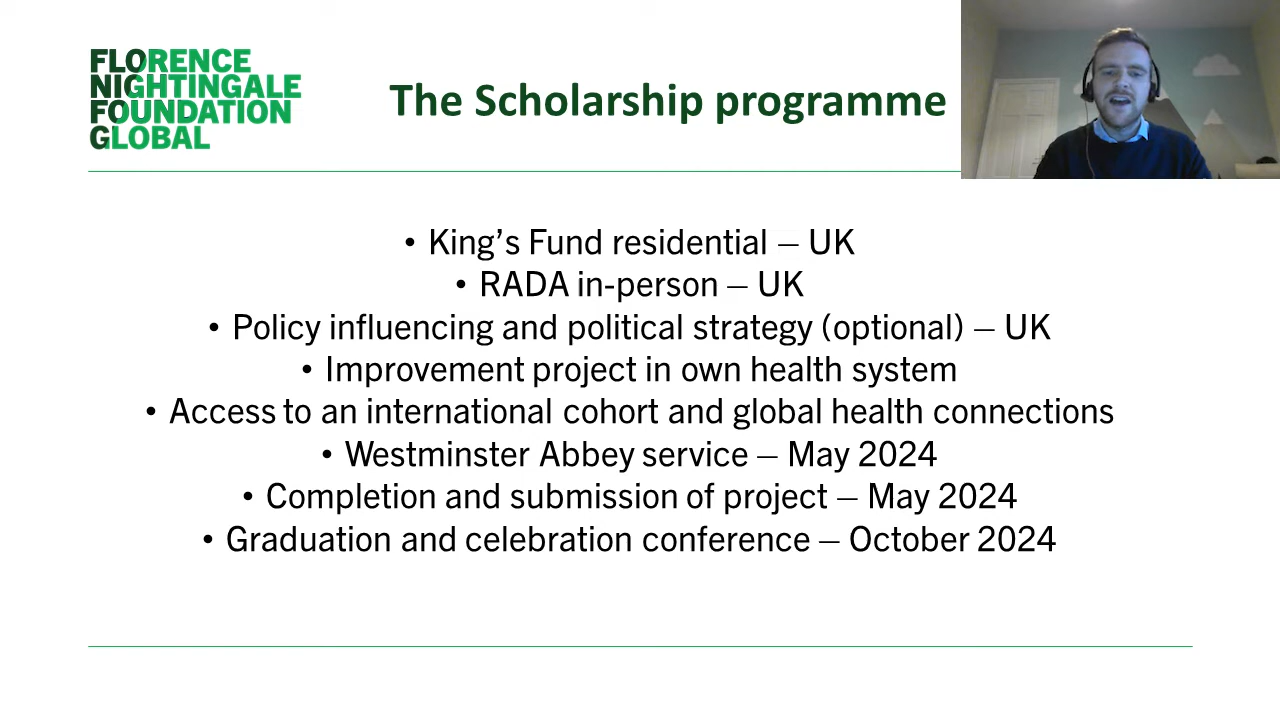 FLORENCE
NIGHTINGALE
FOUNDATION
GLOBAL
The Scholarship programme
• King’s Fund residential – UK
• RADA in-person – UK
• Policy influencing and political strategy (optional) – UK
• Improvement project in own health system
• Access to an international cohort and global health connections
• Westminster Abbey service – May 2024
• Completion and submission of project – May 2024
• Graduation and celebration conference – October 2024